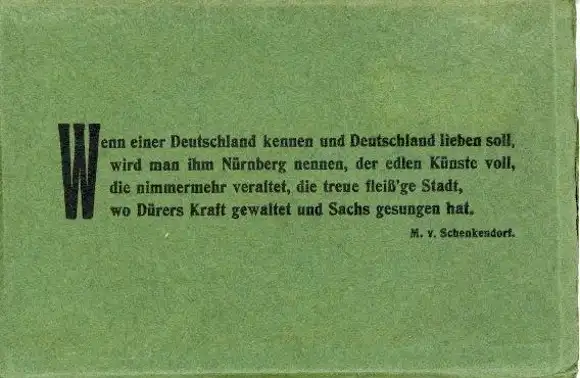 Wenn einer Deutschland kennen und Deutschland lieben soll,
wird man ihm Nürnberg nennen, der edlen Künste voll,
die nimmermehr veraltet, die treue fleiß'ge Stadt,
wo Dürers Kraft gewaltet und Sachs gesungen hat.
M. v. Schenkendorf.